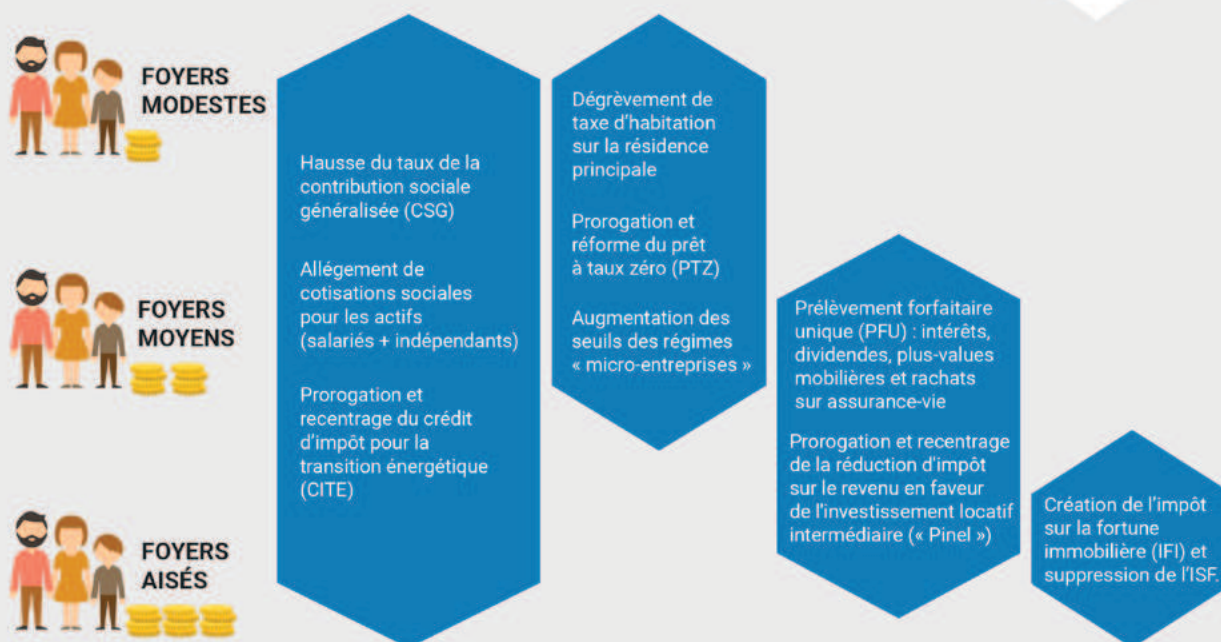 FOYERS
MODESTES
FOYERS
MOYENS
FOYERS
AISÉS
Hausse du taux de la
contribution sociale
généralisée (CSG)
Allégement de
cotisations sociales
pour les actifs
(salariés + indépendants)
Prorogation et
recentrage du crédit
d'impôt pour la
transition énergétique
(CITE)
Dégrèvement de
taxe d'habitation
sur la résidence
principale
Prorogation et
réforme du prêt
à taux zéro (PTZ)
Augmentation des
seuils des régimes
« micro-entreprises »
Prélèvement forfaitaire
unique (PFU) : intérêts,
dividendes, plus-values
mobilières et rachats
sur assurance-vie
Prorogation et recentrage
de la réduction d'impôt
sur le revenu en faveur
de l'investissement locatif
intermédiaire (« Pinel »)
Création de l'impôt
sur la fortune
immobilière (IFI) et
suppression de l'ISF.